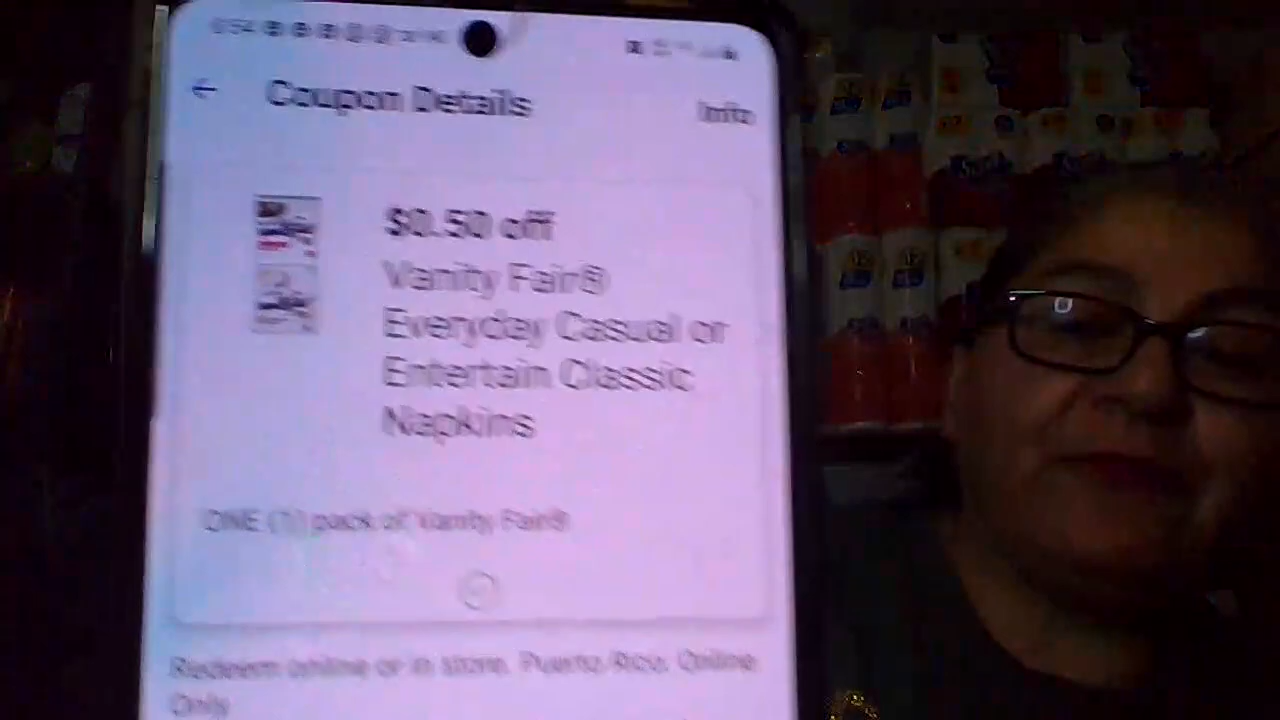 Coupon Details
Info
$0.50 off
Vanity Fair®
Everyday Casual or
Entertain Classic
Napkins
ONE (1) pack of Vanity Fair®
Redeem online or in store. Puerto Rico: Online
Only